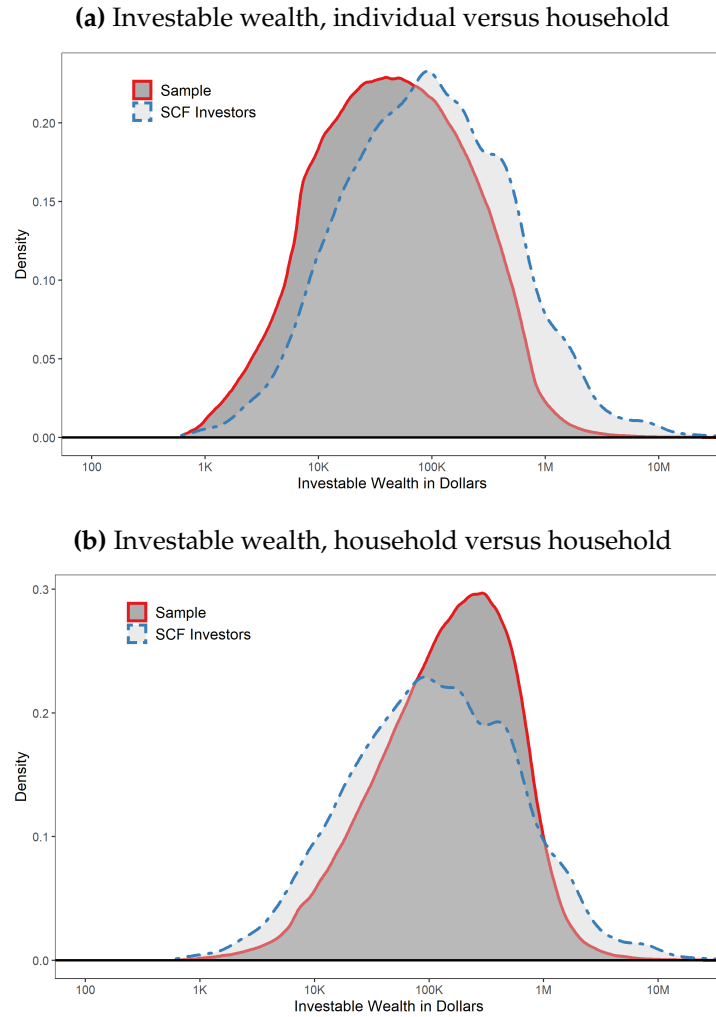 (a) Investable wealth, individual versus household
Sample
SCF Investors
0.20
0.15
0.10
0.05
0.00
Density
100 1K 10K 100K 1M 10M
Investable Wealth in Dollars
(b) Investable wealth, household versus household
0.3
Sample
SCF Investors
0.2
0.1
0.0
Density
100 1K 10K 100K 1M 10M
Investable Wealth in Dollars